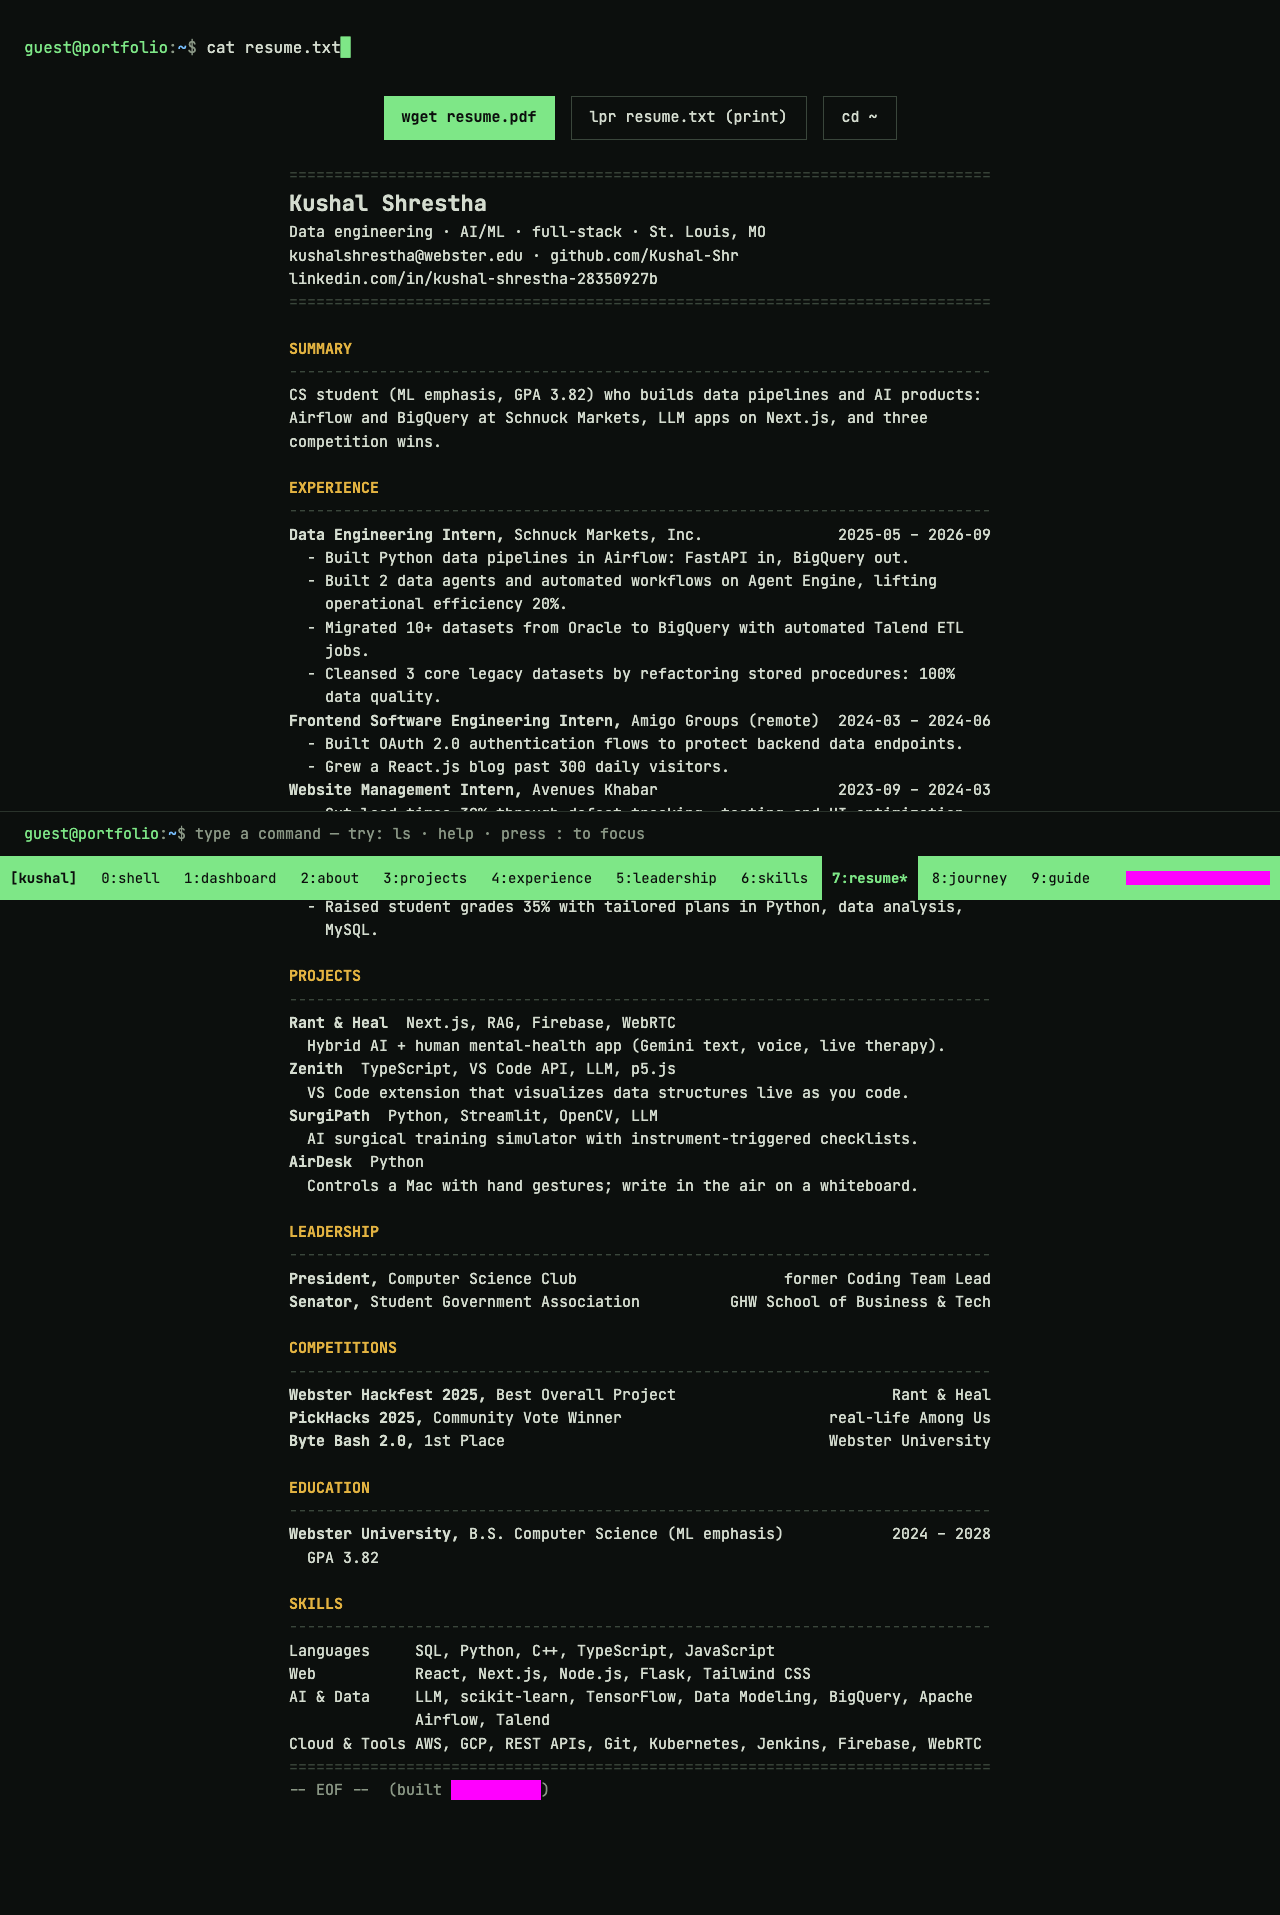 guest@portfolio:~$ cat resume.txt
wget resume.pdf
lpr resume.txt (print)
cd ~
==============================================================================
Kushal Shrestha
Data engineering · AI/ML · full-stack · St. Louis, MO
kushalshrestha@webster.edu · github.com/Kushal-Shr
linkedin.com/in/kushal-shrestha-28350927b
==============================================================================
SUMMARY
------------------------------------------------------------------------------
CS student (ML emphasis, GPA 3.82) who builds data pipelines and AI products:
Airflow and BigQuery at Schnuck Markets, LLM apps on Next.js, and three
competition wins.
EXPERIENCE
------------------------------------------------------------------------------
Data Engineering Intern, Schnuck Markets, Inc. 2025-05 – 2026-09
- Built Python data pipelines in Airflow: FastAPI in, BigQuery out.
- Built 2 data agents and automated workflows on Agent Engine, lifting
operational efficiency 20%.
- Migrated 10+ datasets from Oracle to BigQuery with automated Talend ETL
jobs.
- Cleansed 3 core legacy datasets by refactoring stored procedures: 100%
data quality.
Frontend Software Engineering Intern, Amigo Groups (remote) 2024-03 – 2024-06
- Built OAuth 2.0 authentication flows to protect backend data endpoints.
- Grew a React.js blog past 300 daily visitors.
Website Management Intern, Avenues Khabar 2023-09 – 2024-03
guest@portfolio:~$ type a command — try: ls · help · press : to focus
[kushal] 0:shell 1:dashboard 2:about 3:projects 4:experience 5:leadership 6:skills 7:resume* 8:journey 9:guide
- Raised student grades 35% with tailored plans in Python, data analysis,
MySQL.
PROJECTS
------------------------------------------------------------------------------
Rant & Heal Next.js, RAG, Firebase, WebRTC
Hybrid AI + human mental-health app (Gemini text, voice, live therapy).
Zenith TypeScript, VS Code API, LLM, p5.js
VS Code extension that visualizes data structures live as you code.
SurgiPath Python, Streamlit, OpenCV, LLM
AI surgical training simulator with instrument-triggered checklists.
AirDesk Python
Controls a Mac with hand gestures; write in the air on a whiteboard.
LEADERSHIP
------------------------------------------------------------------------------
President, Computer Science Club former Coding Team Lead
Senator, Student Government Association GHW School of Business & Tech
COMPETITIONS
------------------------------------------------------------------------------
Webster Hackfest 2025, Best Overall Project Rant & Heal
PickHacks 2025, Community Vote Winner real-life Among Us
Byte Bash 2.0, 1st Place Webster University
EDUCATION
------------------------------------------------------------------------------
Webster University, B.S. Computer Science (ML emphasis) 2024 – 2028
GPA 3.82
SKILLS
------------------------------------------------------------------------------
Languages SQL, Python, C++, TypeScript, JavaScript
Web React, Next.js, Node.js, Flask, Tailwind CSS
AI & Data LLM, scikit-learn, TensorFlow, Data Modeling, BigQuery, Apache
Airflow, Talend
Cloud & Tools AWS, GCP, REST APIs, Git, Kubernetes, Jenkins, Firebase, WebRTC
==============================================================================
-- EOF -- (built )